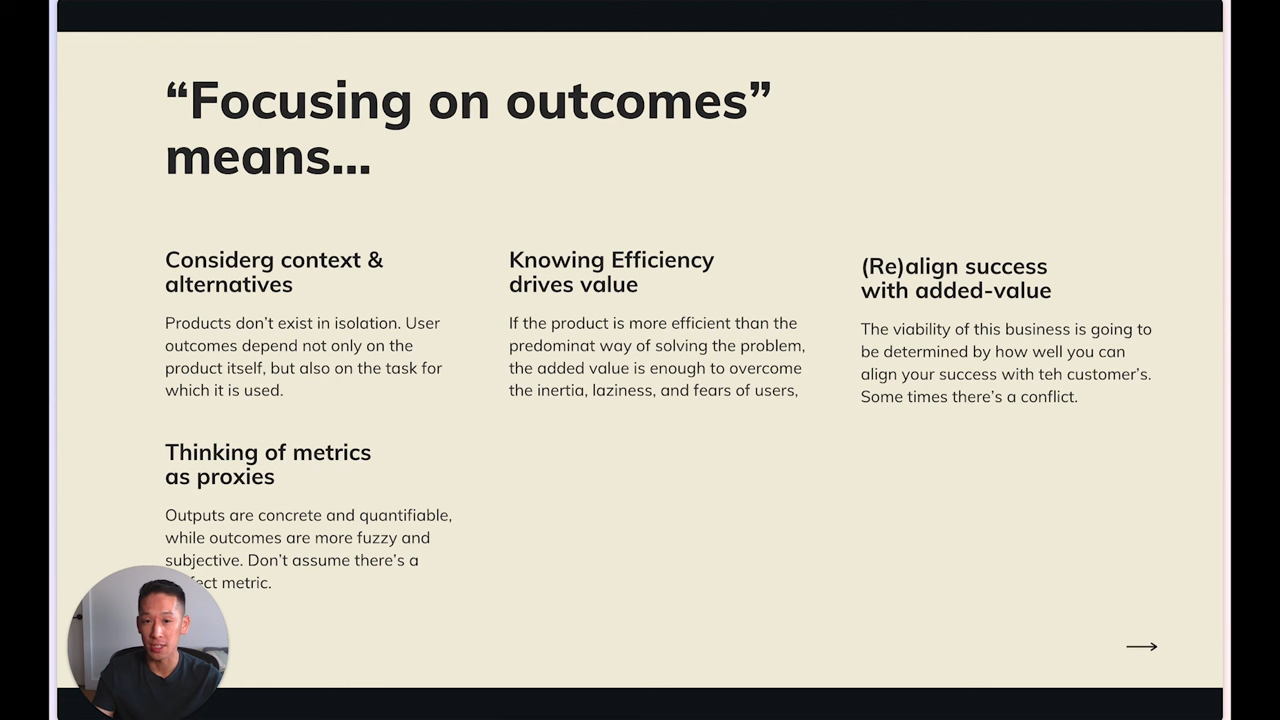 “Focusing on outcomes”
means...
Considerg context &
alternatives
Products don’t exist in isolation. User
outcomes depend not only on the
product itself, but also on the task for
which it is used.
Knowing Efficiency
drives value
If the product is more efficient than the
predominat way of solving the problem,
the added value is enough to overcome
the inertia, laziness, and fears of users,
(Re)align success
with added-value
The viability of this business is going to
be determined by how well you can
align your success with teh customer’s.
Some times there’s a conflict.
Thinking of metrics
as proxies
Outputs are concrete and quantifiable,
while outcomes are more fuzzy and
subjective. Don’t assume there’s a
metric.